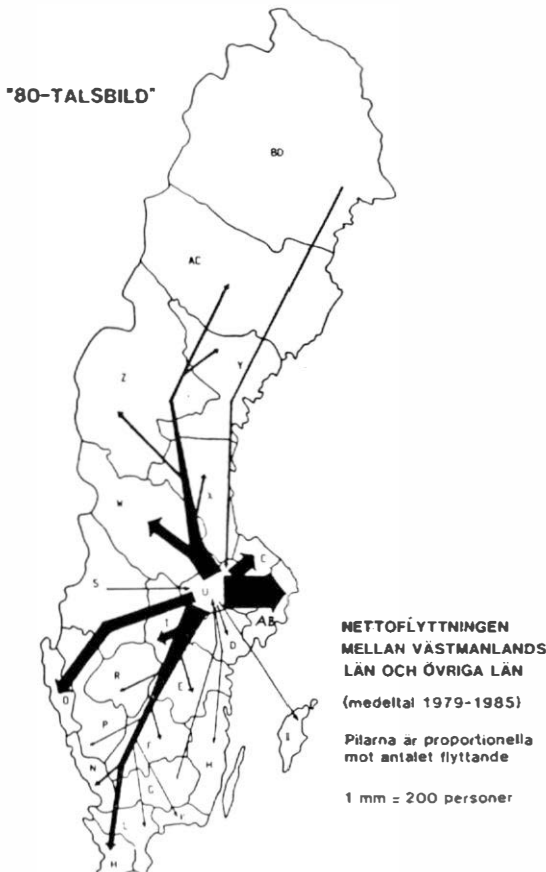 "80-TALSBILD"
BD
AC
Y
Z
X
W
C
S
U
AB
T
D
R
E
O
P
I
F
H
N
G
L
K
M
NETTOFLYTTNINGEN
MELLAN VÄSTMANLANDS
LÄN OCH ÖVRIGA LÄN
(medeltal 1979-1985)
Pilarna är proportionella
mot antalet flyttande
1 mm = 200 personer